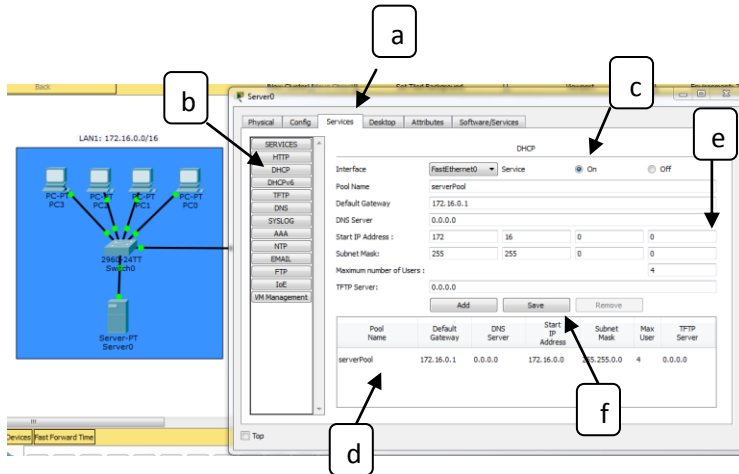 a
b
c
e
Back
New Cluster
Set Tiled Background
Viewport
Server0
Physical Config Services Desktop Attributes Software/Services
LAN1: 172.16.0.0/16
PC-PT
PC3
PC-PT
PC-PT
PC1
PC-PT
PC0
2960-24TT
Switch0
Server-PT
Server0
SERVICES
HTTP
DHCP
DHCPv6
TFTP
DNS
SYSLOG
AAA
NTP
EMAIL
FTP
IoE
VM Management
DHCP
Interface FastEthernet0 Service On Off
Pool Name serverPool
Default Gateway 172.16.0.1
DNS Server 0.0.0.0
Start IP Address : 172 16 0 0
Subnet Mask: 255 255 0 0
Maximum number of Users : 4
TFTP Server: 0.0.0.0
Add Save Remove
Pool Name Default Gateway DNS Server Start IP Address Subnet Mask Max User TFTP Server
serverPool 172.16.0.1 0.0.0.0 172.16.0.0 255.255.0.0 4 0.0.0.0
d
f
Top
Devices Fast Forward Time